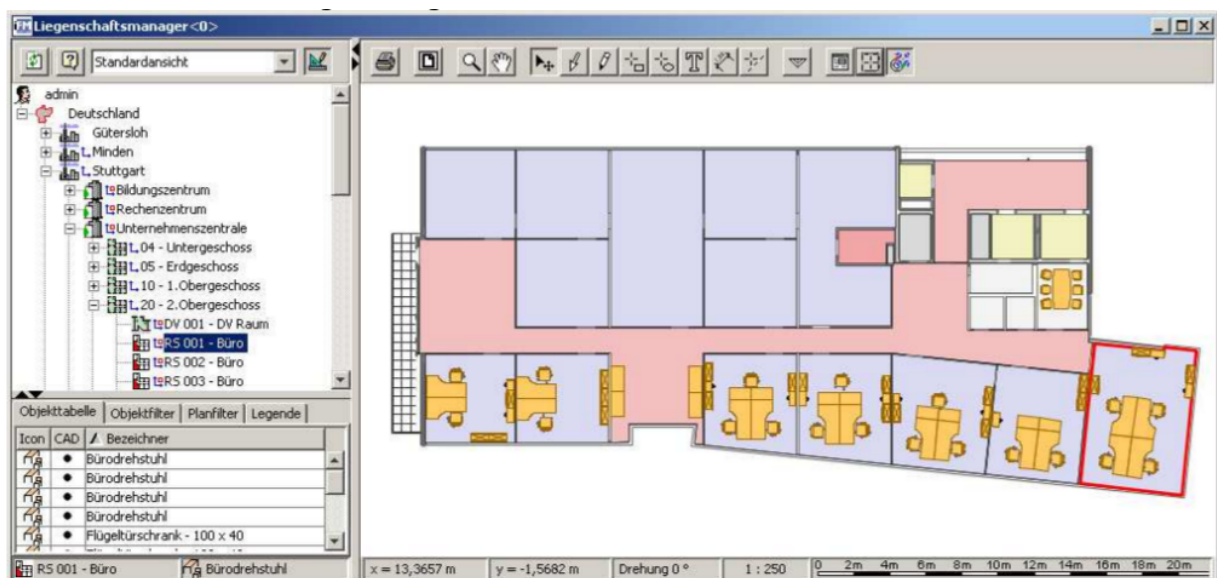 Liegenschaftsmanager <0>
Standardansicht
admin
Deutschland
Gütersloh
Minden
Stuttgart
Bildungszentrum
Rechenzentrum
Unternehmenszentrale
04 - Untergeschoss
05 - Erdgeschoss
10 - 1.Obergeschoss
20 - 2.Obergeschoss
DV 001 - DV Raum
RS 001 - Büro
RS 002 - Büro
RS 003 - Büro
Objekttabelle Objektfilter Planfilter Legende
Icon CAD Bezeichner
Bürodrehstuhl
Bürodrehstuhl
Bürodrehstuhl
Bürodrehstuhl
Flügeltürschrank - 100 x 40
RS 001 - Büro Bürodrehstuhl x = 13,3657 m y = -1,5682 m Drehung 0 ° 1 : 250 0 2m 4m 6m 8m 10m 12m 14m 16m 18m 20m